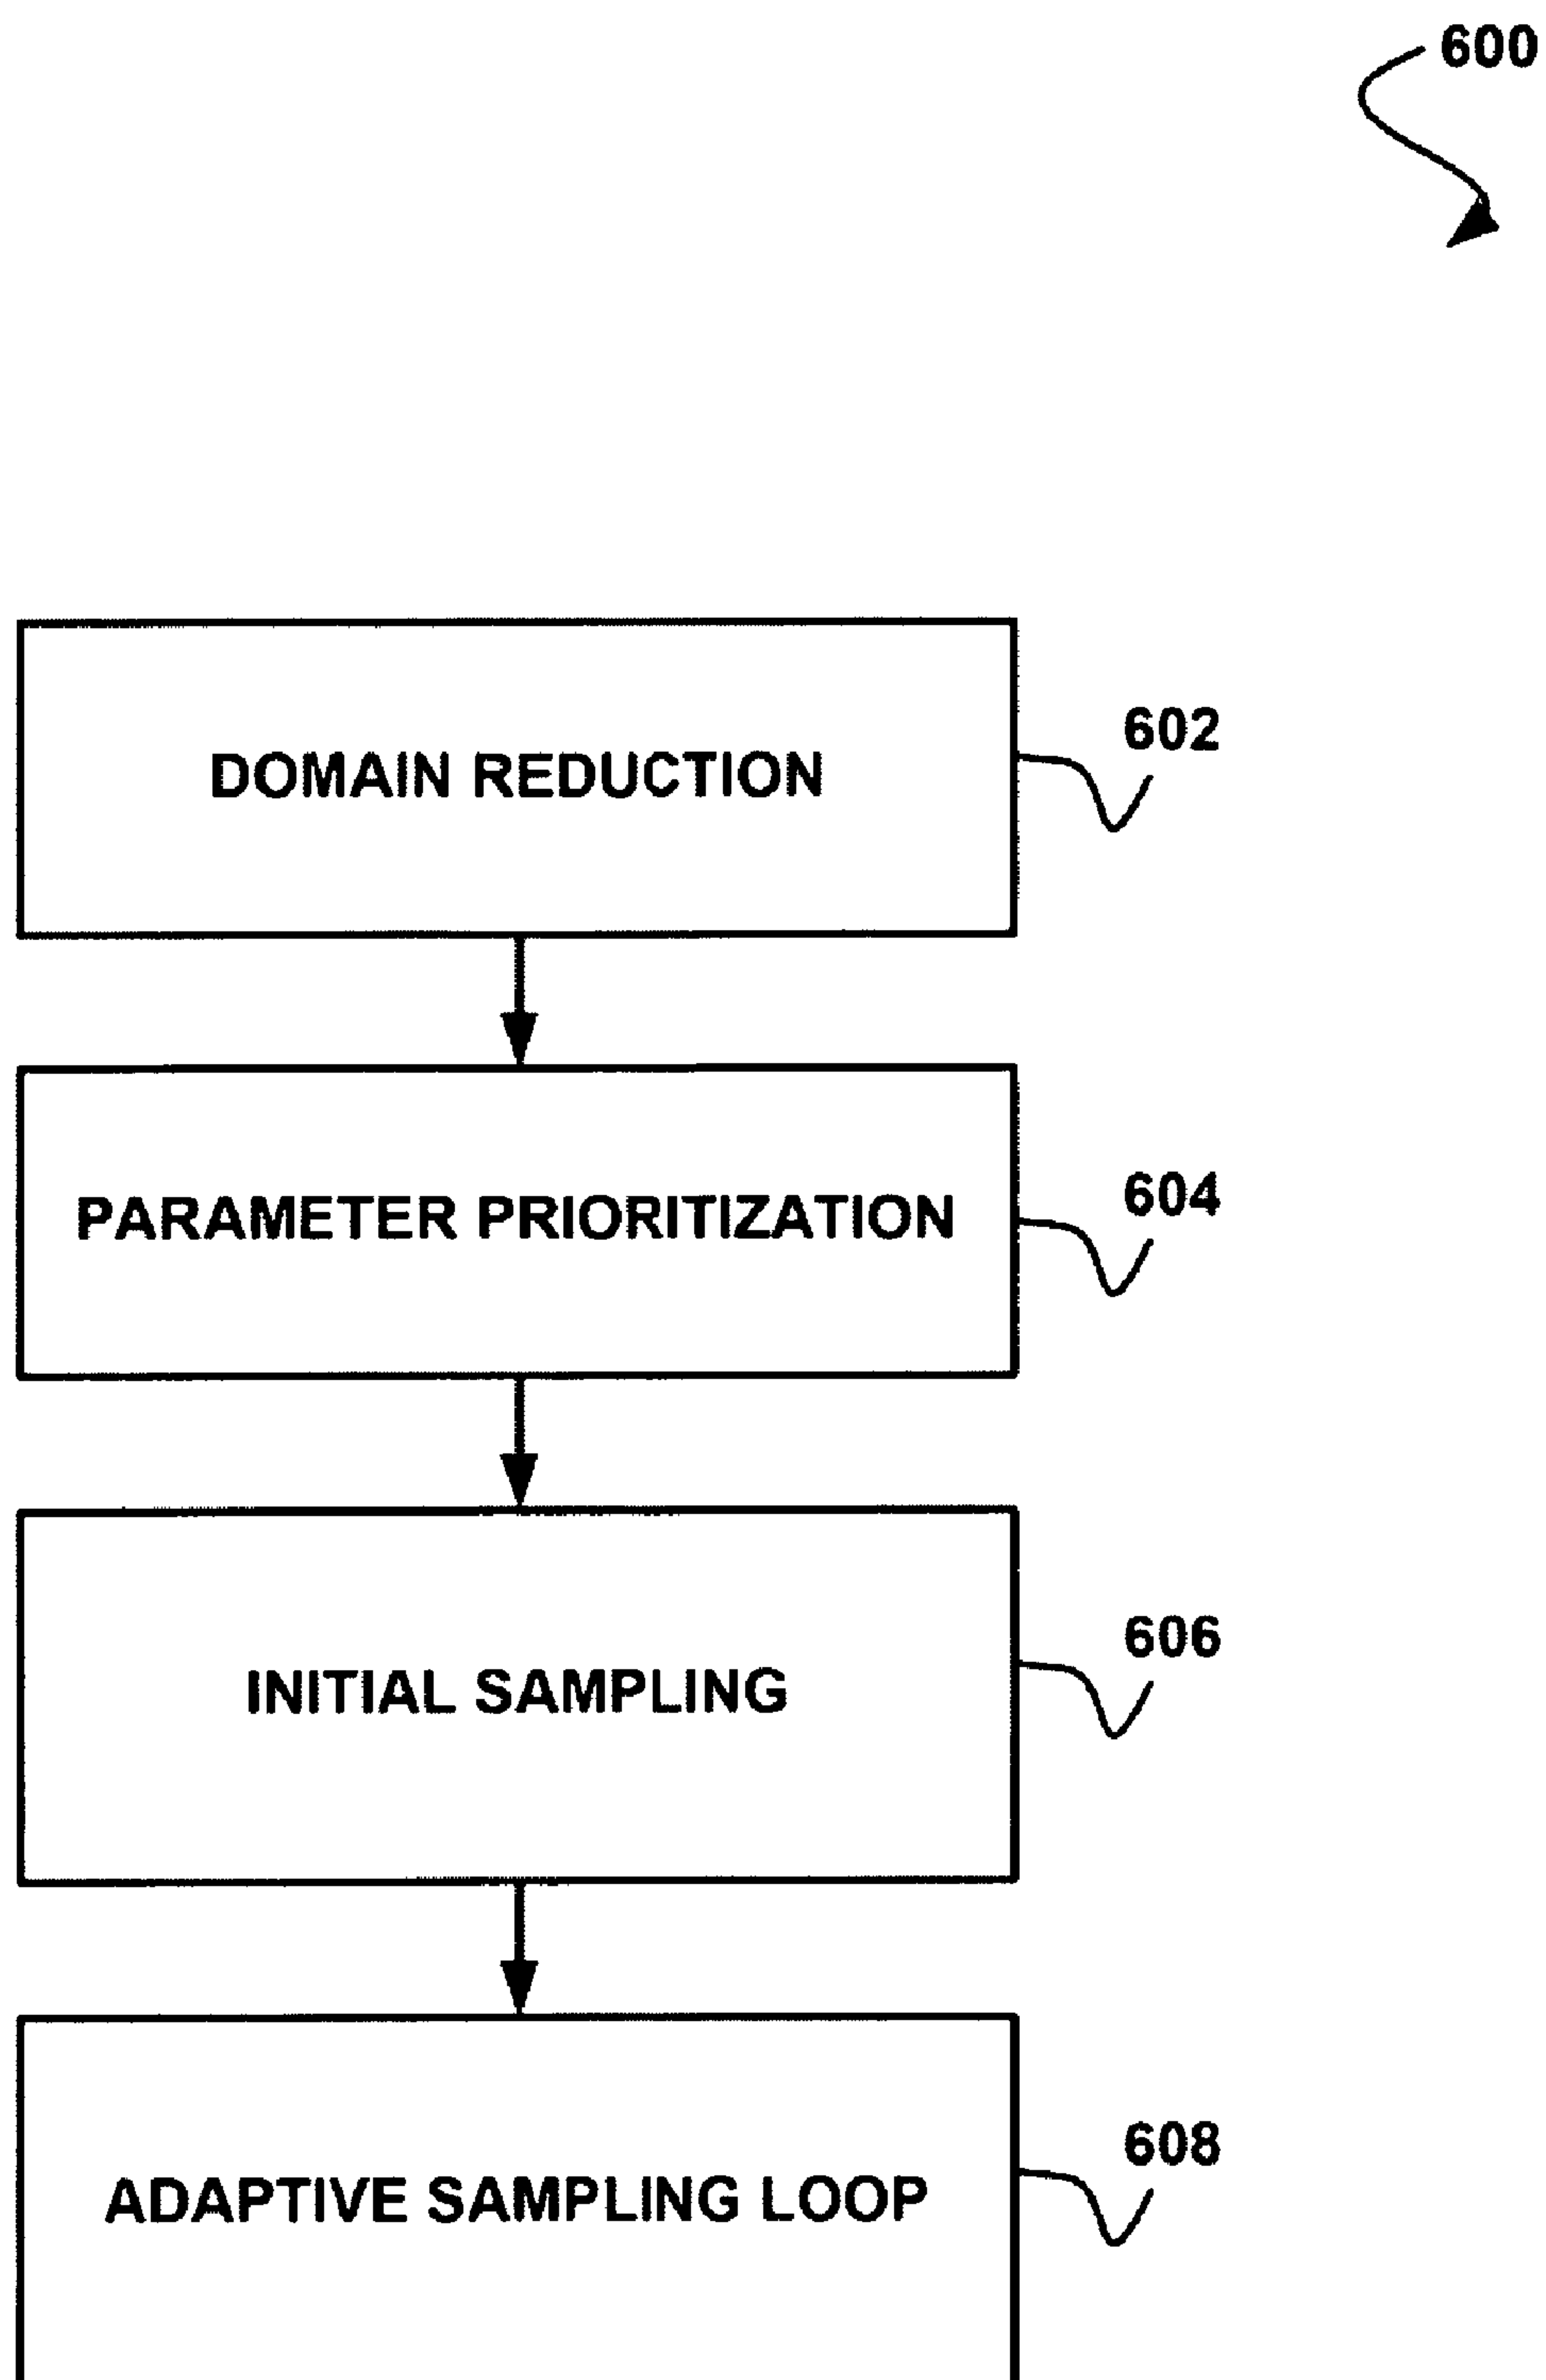 600
DOMAIN REDUCTION
602
PARAMETER PRIORITIZATION
604
INITIAL SAMPLING
606
ADAPTIVE SAMPLING LOOP
608